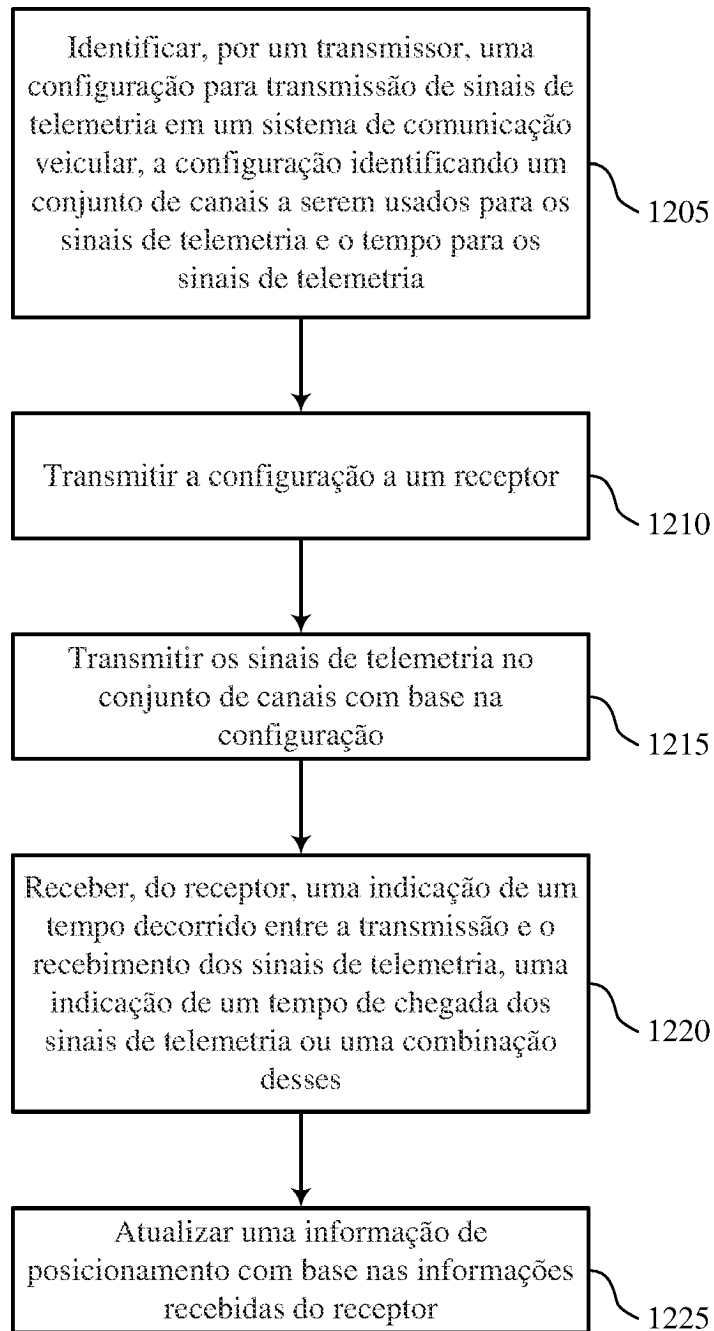 Identificar, por um transmissor, uma
configuração para transmissão de sinais de
telemetria em um sistema de comunicação
veicular, a configuração identificando um
conjunto de canais a serem usados para os
sinais de telemetria e o tempo para os
sinais de telemetria
1205
Transmitir a configuração a um receptor
1210
Transmitir os sinais de telemetria no
conjunto de canais com base na
configuração
1215
Receber, do receptor, uma indicação de um
tempo decorrido entre a transmissão e o
recebimento dos sinais de telemetria, uma
indicação de um tempo de chegada dos
sinais de telemetria ou uma combinação
desses
1220
Atualizar uma informação de
posicionamento com base nas informações
recebidas do receptor
1225